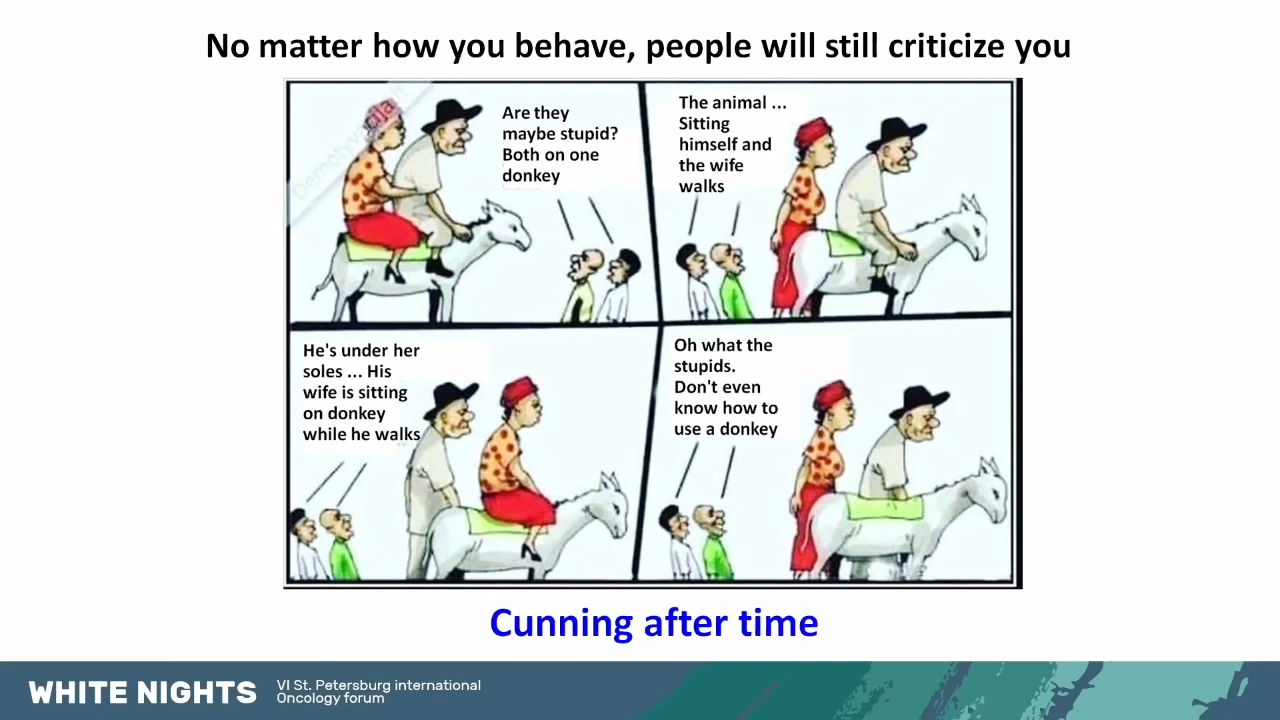 No matter how you behave, people will still criticize you
Are they
maybe stupid?
Both on one
donkey
The animal ...
Sitting
himself and
the wife
walks
He's under her
soles ... His
wife is sitting
on donkey
while he walks
Oh what the
stupids.
Don't even
know how to
use a donkey
Cunning after time
WHITE NIGHTS
VI St. Petersburg international
Oncology forum